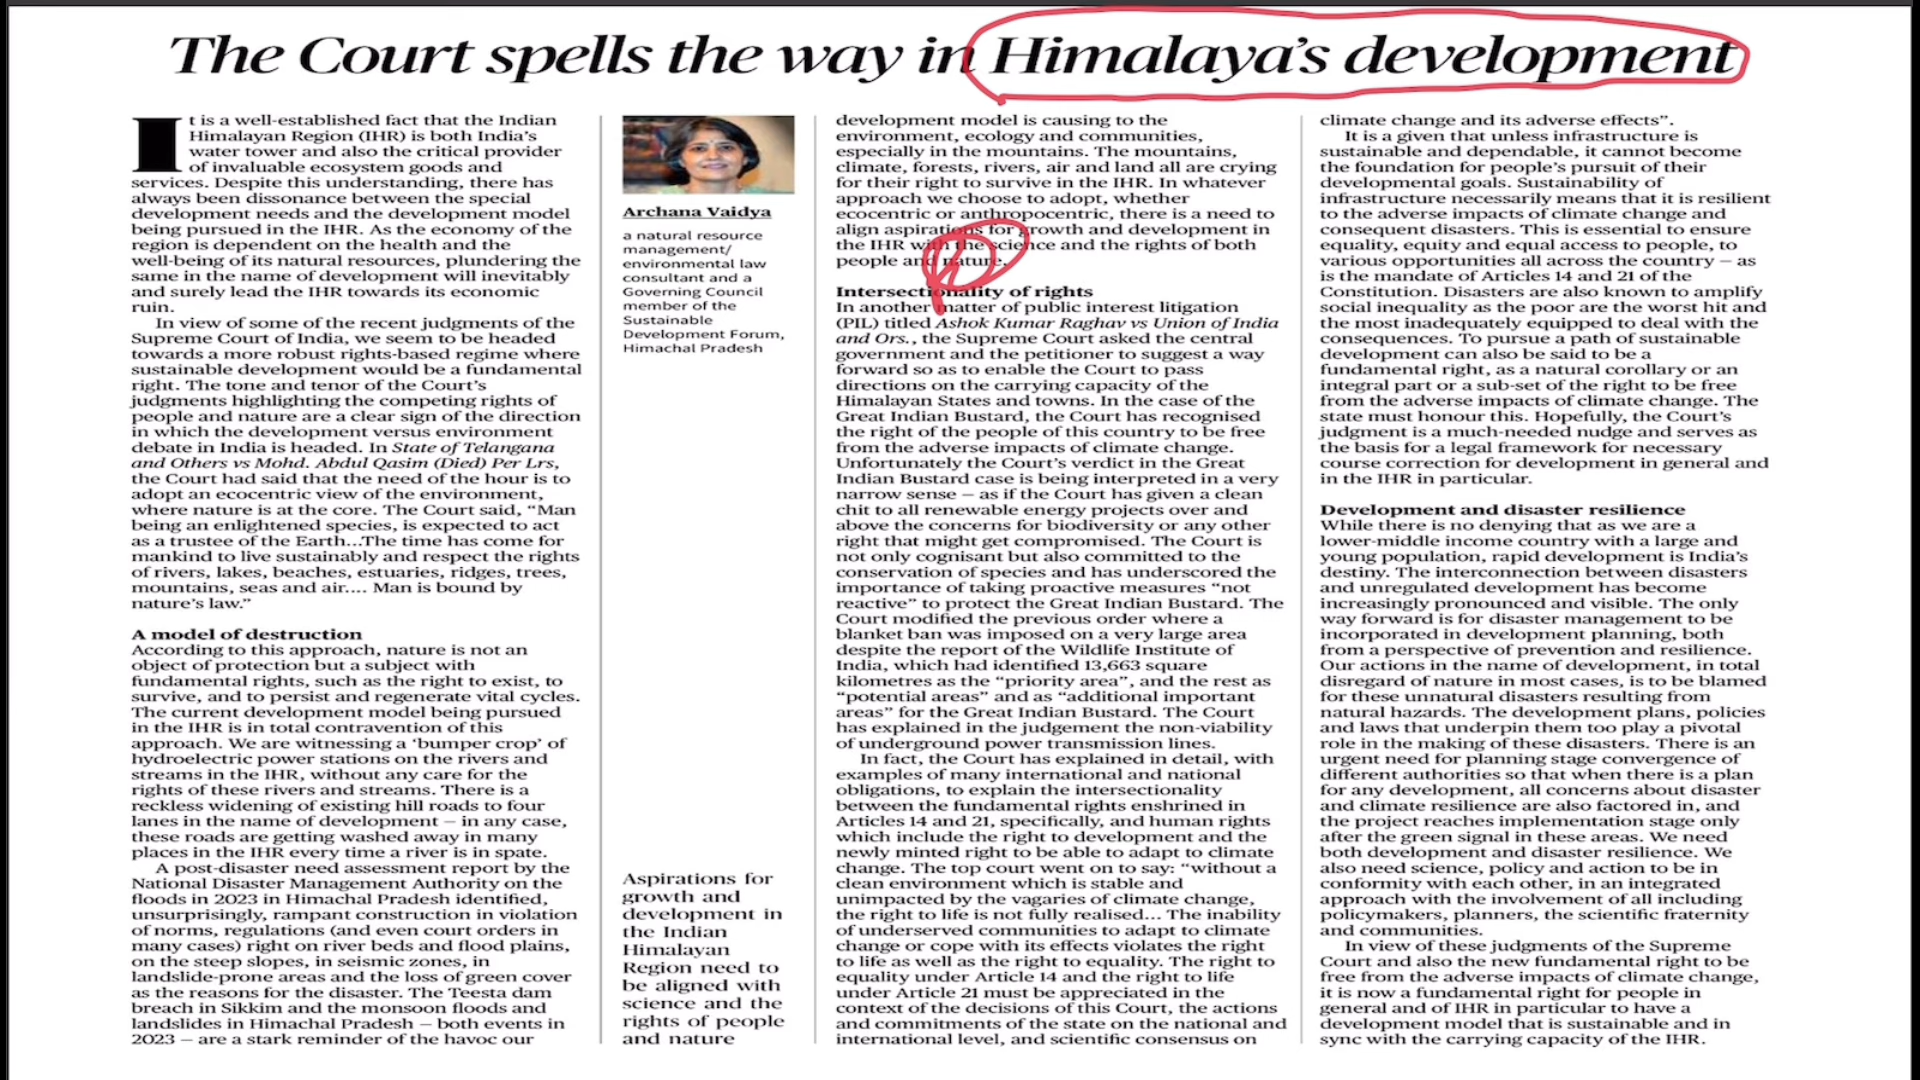 The Court spells the way in Himalaya's development
It is a well-established fact that the Indian
Himalayan Region (IHR) is both India's
water tower and also the critical provider
of invaluable ecosystem goods and
services. Despite this understanding, there has
always been dissonance between the special
development needs and the development model
being pursued in the IHR. As the economy of the
region is dependent on the health and the
well-being of its natural resources, plundering the
same in the name of development will inevitably
and surely lead the IHR towards its economic
ruin.
In view of some of the recent judgments of the
Supreme Court of India, we seem to be headed
towards a more robust rights-based regime where
sustainable development would be a fundamental
right. The tone and tenor of the Court's
judgments highlighting the competing rights of
people and nature are a clear sign of the direction
in which the development versus environment
debate in India is headed. In State of Telangana
and Others vs Mohd. Abdul Qasim (Died) Per Lrs,
the Court had said that the need of the hour is to
adopt an ecocentric view of the environment,
where nature is at the core. The Court said, “Man
being an enlightened species, is expected to act
as a trustee of the Earth...The time has come for
mankind to live sustainably and respect the rights
of rivers, lakes, beaches, estuaries, ridges, trees,
mountains, seas and air.... Man is bound by
nature's law.”
A model of destruction
According to this approach, nature is not an
object of protection but a subject with
fundamental rights, such as the right to exist, to
survive, and to persist and regenerate vital cycles.
The current development model being pursued
in the IHR is in total contravention of this
approach. We are witnessing a ‘bumper crop’ of
hydroelectric power stations on the rivers and
streams in the IHR, without any care for the
rights of these rivers and streams. There is a
reckless widening of existing hill roads to four
lanes in the name of development — in any case,
these roads are getting washed away in many
places in the IHR every time a river is in spate.
A post-disaster need assessment report by the
National Disaster Management Authority on the
floods in 2023 in Himachal Pradesh identified,
unsurprisingly, rampant construction in violation
of norms, regulations (and even court orders in
many cases) right on river beds and flood plains,
on the steep slopes, in seismic zones, in
landslide-prone areas and the loss of green cover
as the reasons for the disaster. The Teesta dam
breach in Sikkim and the monsoon floods and
landslides in Himachal Pradesh — both events in
2023 — are a stark reminder of the havoc our
Archana Vaidya
a natural resource
management/
environmental law
consultant and a
Governing Council
member of the
Sustainable
Development Forum,
Himachal Pradesh
Aspirations for
growth and
development in
the Indian
Himalayan
Region need to
be aligned with
science and the
rights of people
and nature
development model is causing to the
environment, ecology and communities,
especially in the mountains. The mountains,
climate, forests, rivers, air and land all are crying
for their right to survive in the IHR. In whatever
approach we choose to adopt, whether
ecocentric or anthropocentric, there is a need to
align aspirations for growth and development in
the IHR with the science and the rights of both
people and nature.
Intersectionality of rights
In another matter of public interest litigation
(PIL) titled Ashok Kumar Raghav vs Union of India
and Ors., the Supreme Court asked the central
government and the petitioner to suggest a way
forward so as to enable the Court to pass
directions on the carrying capacity of the
Himalayan States and towns. In the case of the
Great Indian Bustard, the Court has recognised
the right of the people of this country to be free
from the adverse impacts of climate change.
Unfortunately the Court's verdict in the Great
Indian Bustard case is being interpreted in a very
narrow sense — as if the Court has given a clean
chit to all renewable energy projects over and
above the concerns for biodiversity or any other
right that might get compromised. The Court is
not only cognisant but also committed to the
conservation of species and has underscored the
importance of taking proactive measures “not
reactive” to protect the Great Indian Bustard. The
Court modified the previous order where a
blanket ban was imposed on a very large area
despite the report of the Wildlife Institute of
India, which had identified 13,663 square
kilometres as the “priority area”, and the rest as
“potential areas” and as “additional important
areas” for the Great Indian Bustard. The Court
has explained in the judgement the non-viability
of underground power transmission lines.
In fact, the Court has explained in detail, with
examples of many international and national
obligations, to explain the intersectionality
between the fundamental rights enshrined in
Articles 14 and 21, specifically, and human rights
which include the right to development and the
newly minted right to be able to adapt to climate
change. The top court went on to say: “without a
clean environment which is stable and
unimpacted by the vagaries of climate change,
the right to life is not fully realised... The inability
of underserved communities to adapt to climate
change or cope with its effects violates the right
to life as well as the right to equality. The right to
equality under Article 14 and the right to life
under Article 21 must be appreciated in the
context of the decisions of this Court, the actions
and commitments of the state on the national and
international level, and scientific consensus on
climate change and its adverse effects”.
It is a given that unless infrastructure is
sustainable and dependable, it cannot become
the foundation for people's pursuit of their
developmental goals. Sustainability of
infrastructure necessarily means that it is resilient
to the adverse impacts of climate change and
consequent disasters. This is essential to ensure
equality, equity and equal access to people, to
various opportunities all across the country — as
is the mandate of Articles 14 and 21 of the
Constitution. Disasters are also known to amplify
social inequality as the poor are the worst hit and
the most inadequately equipped to deal with the
consequences. To pursue a path of sustainable
development can also be said to be a
fundamental right, as a natural corollary or an
integral part or a sub-set of the right to be free
from the adverse impacts of climate change. The
state must honour this. Hopefully, the Court's
judgment is a much-needed nudge and serves as
the basis for a legal framework for necessary
course correction for development in general and
in the IHR in particular.
Development and disaster resilience
While there is no denying that as we are a
lower-middle income country with a large and
young population, rapid development is India's
destiny. The interconnection between disasters
and unregulated development has become
increasingly pronounced and visible. The only
way forward is for disaster management to be
incorporated in development planning, both
from a perspective of prevention and resilience.
Our actions in the name of development, in total
disregard of nature in most cases, is to be blamed
for these unnatural disasters resulting from
natural hazards. The development plans, policies
and laws that underpin them too play a pivotal
role in the making of these disasters. There is an
urgent need for planning stage convergence of
different authorities so that when there is a plan
for any development, all concerns about disaster
and climate resilience are also factored in, and
the project reaches implementation stage only
after the green signal in these areas. We need
both development and disaster resilience. We
also need science, policy and action to be in
conformity with each other, in an integrated
approach with the involvement of all including
policymakers, planners, the scientific fraternity
and communities.
In view of these judgments of the Supreme
Court and also the new fundamental right to be
free from the adverse impacts of climate change,
it is now a fundamental right for people in
general and of IHR in particular to have a
development model that is sustainable and in
sync with the carrying capacity of the IHR.